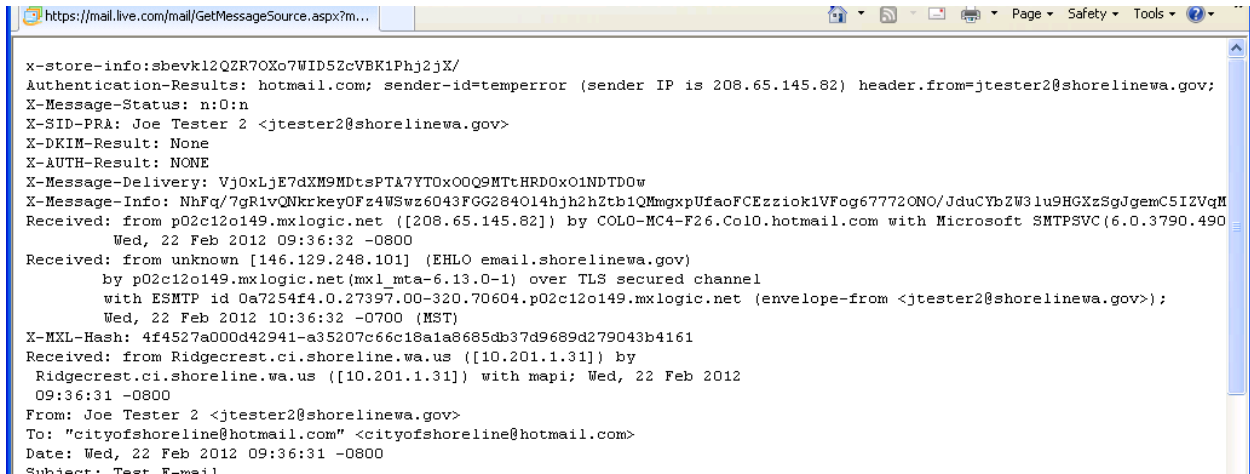 https://mail.live.com/mail/GetMessageSource.aspx?m...
Page Safety Tools
x-store-info:sbevkl2QZR7OXo7WID5ZcVBK1Phj2jX/
Authentication-Results: hotmail.com; sender-id=temperror (sender IP is 208.65.145.82) header.from=jtester2@shorelinewa.gov;
X-Message-Status: n:0:n
X-SID-PRA: Joe Tester 2 <jtester2@shorelinewa.gov>
X-DKIM-Result: None
X-AUTH-Result: NONE
X-Message-Delivery: Vj0xLjE7dXM9MDtsPTA7YT0xO0Q9MTtHRD0xO1NDTD0w
X-Message-Info: NhFq/7gR1vQNkrkey0Fz4WSwz6O43FGG284Ol4hjh2hZtb1QMmgxpUfaoFCEzziok1VFog67772ONO/JduCYbZW3lu9HGXzSgJgemC5IZVqM
Received: from p02c12o149.mxlogic.net ([208.65.145.82]) by COL0-MC4-F26.Col0.hotmail.com with Microsoft SMTPSVC(6.0.3790.490
Wed, 22 Feb 2012 09:36:32 -0800
Received: from unknown [146.129.248.101] (EHLO email.shorelinewa.gov)
by p02c12o149.mxlogic.net(mxl_mta-6.13.0-1) over TLS secured channel
with ESMTP id 0a7254f4.0.27397.00-320.70604.p02c12o149.mxlogic.net (envelope-from <jtester2@shorelinewa.gov>);
Wed, 22 Feb 2012 10:36:32 -0700 (MST)
X-MXL-Hash: 4f4527a000d42941-a35207c66c18a1a8685db37d9689d279043b4161
Received: from Ridgecrest.ci.shoreline.wa.us ([10.201.1.31]) by
Ridgecrest.ci.shoreline.wa.us ([10.201.1.31]) with mapi; Wed, 22 Feb 2012
09:36:31 -0800
From: Joe Tester 2 <jtester2@shorelinewa.gov>
To: "cityofshoreline@hotmail.com" <cityofshoreline@hotmail.com>
Date: Wed, 22 Feb 2012 09:36:31 -0800
Subject: Test E-mail